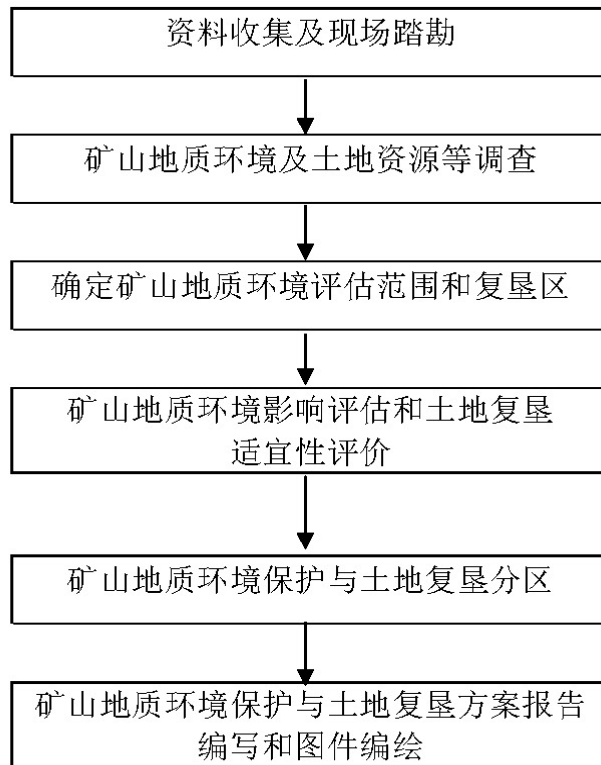 资料收集及现场踏勘
矿山地质环境及土地资源等调查
确定矿山地质环境评估范围和复垦区
矿山地质环境影响评估和土地复垦
适宜性评价
矿山地质环境保护与土地复垦分区
矿山地质环境保护与土地复垦方案报告
编写和图件编绘